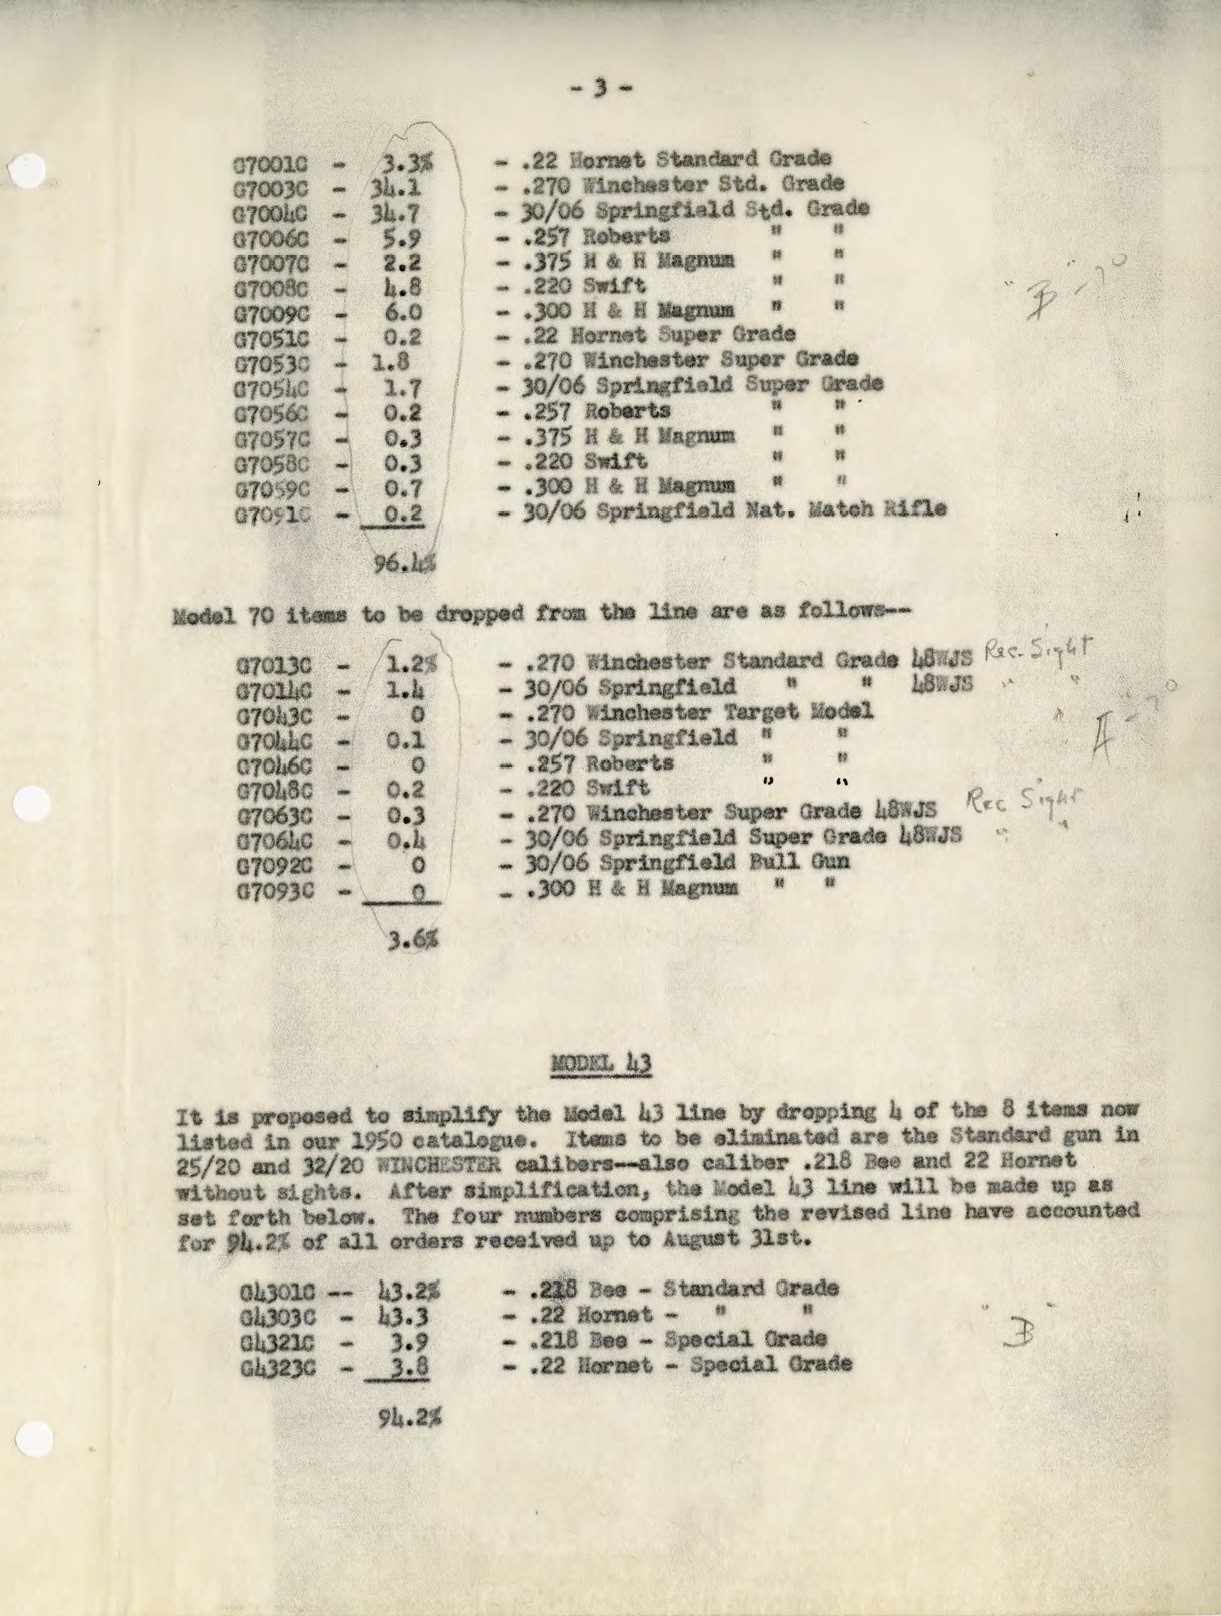 - 3 -
G7001C - 3.3% - .22 Hornet Standard Grade
G7003C - 34.1 - .270 Winchester Std. Grade
G7004C - 34.7 - 30/06 Springfield Std. Grade
G7006C - 5.9 - .257 Roberts " "
G7007C - 2.2 - .375 H & H Magnum " "
G7008C - 4.8 - .220 Swift " "
G7009C - 6.0 - .300 H & H Magnum " "
G7051C - 0.2 - .22 Hornet Super Grade
G7053C - 1.8 - .270 Winchester Super Grade
G7054C - 1.7 - 30/06 Springfield Super Grade
G7056C - 0.2 - .257 Roberts " "
G7057C - 0.3 - .375 H & H Magnum " "
G7058C - 0.3 - .220 Swift " "
G7059C - 0.7 - .300 H & H Magnum " "
G7091C - 0.2 - 30/06 Springfield Nat. Match Rifle
96.4%
Model 70 items to be dropped from the line are as follows--
G7013C - 1.2% - .270 Winchester Standard Grade 48WJS Rec. Sight
G7014C - 1.4 - 30/06 Springfield " " 48WJS " "
G7043C - 0 - .270 Winchester Target Model
G7044C - 0.1 - 30/06 Springfield " "
G7046C - 0 - .257 Roberts " "
G7048C - 0.2 - .220 Swift " "
G7063C - 0.3 - .270 Winchester Super Grade 48WJS Rec Sight
G7064C - 0.4 - 30/06 Springfield Super Grade 48WJS " "
G7092C - 0 - 30/06 Springfield Bull Gun
G7093C - 0 - .300 H & H Magnum " "
3.6%
MODEL 43
It is proposed to simplify the Model 43 line by dropping 4 of the 8 items now
listed in our 1950 catalogue. Items to be eliminated are the Standard gun in
25/20 and 32/20 WINCHESTER calibers--also caliber .218 Bee and 22 Hornet
without sights. After simplification, the Model 43 line will be made up as
set forth below. The four numbers comprising the revised line have accounted
for 94.2% of all orders received up to August 31st.
G4301C -- 43.2% - .218 Bee - Standard Grade
G4303C - 43.3 - .22 Hornet - " "
G4321C - 3.9 - .218 Bee - Special Grade
G4323C - 3.8 - .22 Hornet - Special Grade
"B"
94.2%